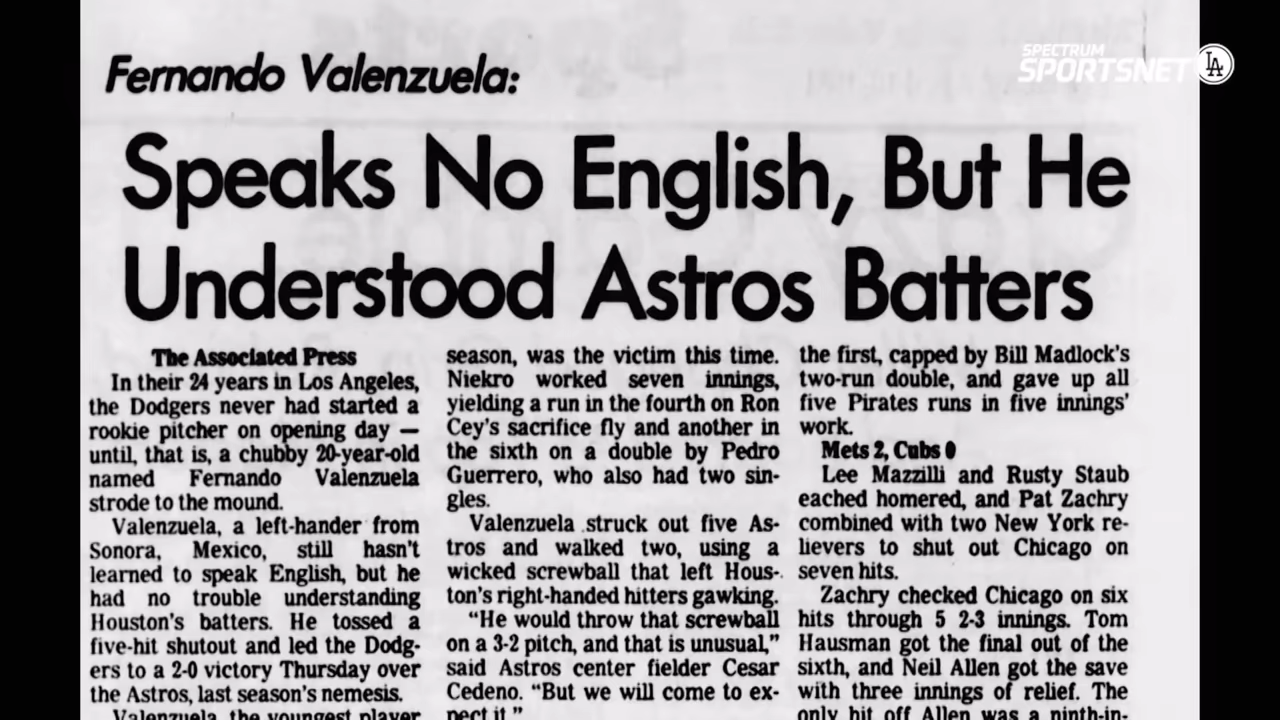 SPECTRUM
SPORTSNET LA
Fernando Valenzuela:
Speaks No English, But He
Understood Astros Batters
The Associated Press
In their 24 years in Los Angeles,
the Dodgers never had started a
rookie pitcher on opening day —
until, that is, a chubby 20-year-old
named Fernando Valenzuela
strode to the mound.
Valenzuela, a left-hander from
Sonora, Mexico, still hasn't
learned to speak English, but he
had no trouble understanding
Houston's batters. He tossed a
five-hit shutout and led the Dodg-
ers to a 2-0 victory Thursday over
the Astros, last season's nemesis.
Valenzuela, the youngest player
season, was the victim this time.
Niekro worked seven innings,
yielding a run in the fourth on Ron
Cey's sacrifice fly and another in
the sixth on a double by Pedro
Guerrero, who also had two sin-
gles.
Valenzuela struck out five As-
tros and walked two, using a
wicked screwball that left Hous-
ton's right-handed hitters gawking.
"He would throw that screwball
on a 3-2 pitch, and that is unusual,"
said Astros center fielder Cesar
Cedeno. "But we will come to ex-
pect it."
the first, capped by Bill Madlock's
two-run double, and gave up all
five Pirates runs in five innings'
work.
Mets 2, Cubs 0
Lee Mazzilli and Rusty Staub
eached homered, and Pat Zachry
combined with two New York re-
lievers to shut out Chicago on
seven hits.
Zachry checked Chicago on six
hits through 5 2-3 innings. Tom
Hausman got the final out of the
sixth, and Neil Allen got the save
with three innings of relief. The
only hit off Allen was a ninth-in-